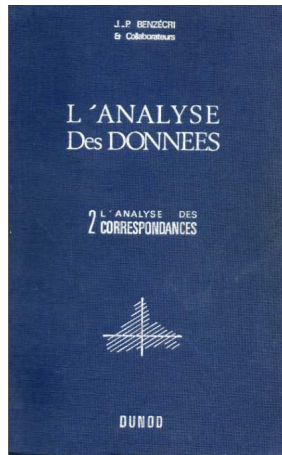 J.-P. BENZÉCRI
& Collaborateurs
L'ANALYSE
Des DONNEES
2 L'ANALYSE DES
CORRESPONDANCES
DUNOD